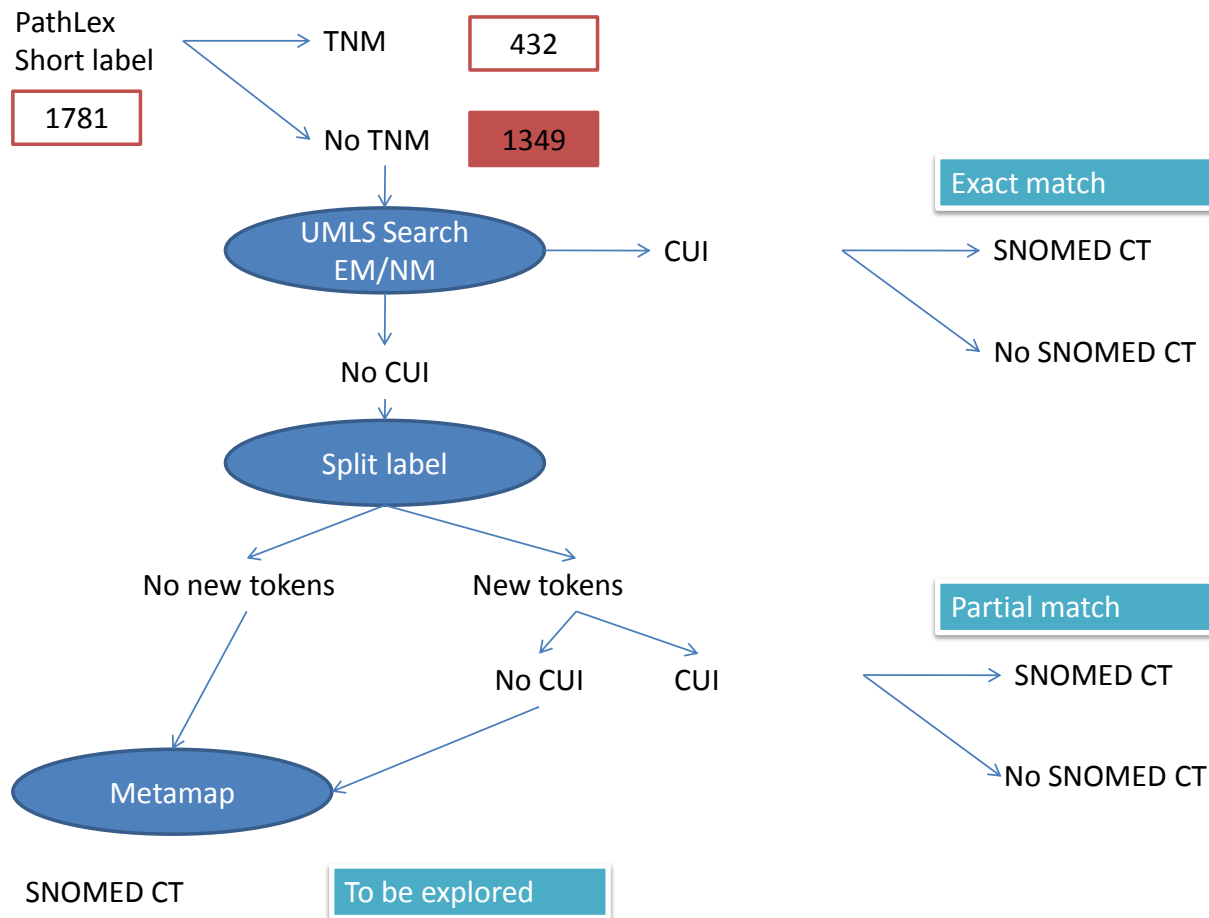 PathLex
Short label
1781
TNM
432
No TNM
1349
Exact match
UMLS Search
EM/NM
CUI
SNOMED CT
No SNOMED CT
No CUI
Split label
No new tokens
New tokens
Partial match
No CUI
CUI
SNOMED CT
No SNOMED CT
Metamap
SNOMED CT
To be explored